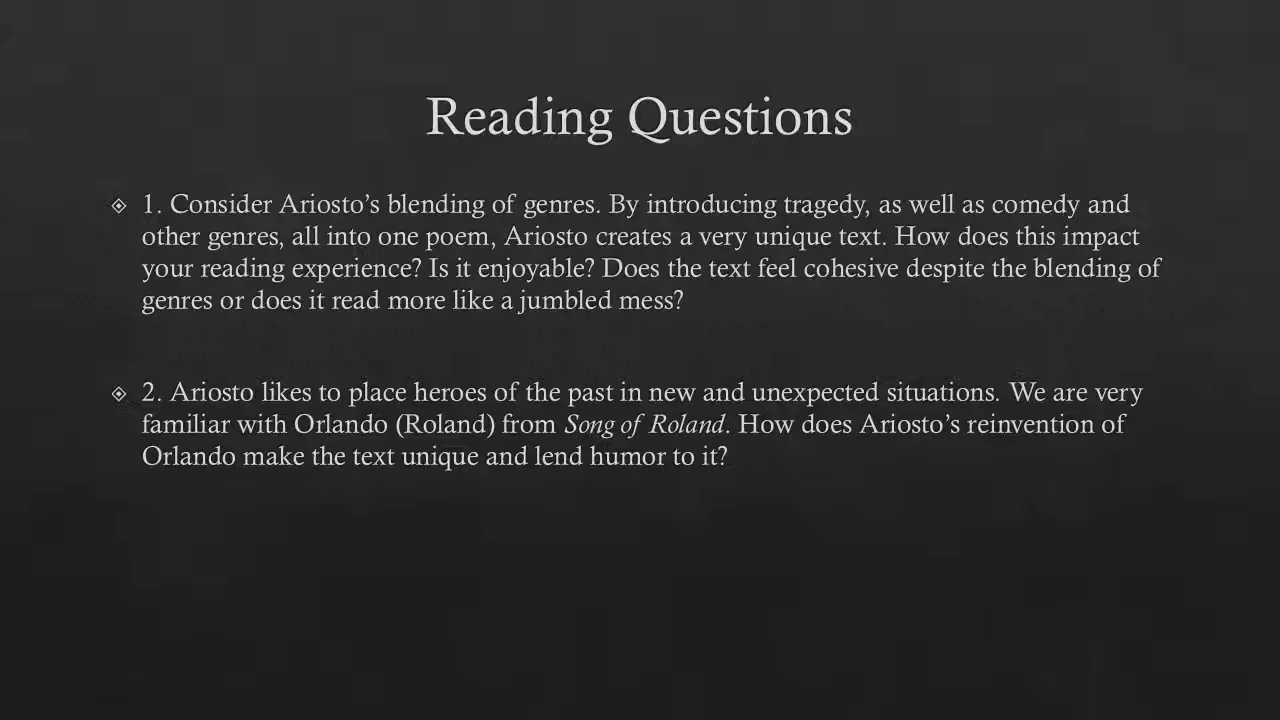 Reading Questions
1. Consider Ariosto’s blending of genres. By introducing tragedy, as well as comedy and
other genres, all into one poem, Ariosto creates a very unique text. How does this impact
your reading experience? Is it enjoyable? Does the text feel cohesive despite the blending of
genres or does it read more like a jumbled mess?
2. Ariosto likes to place heroes of the past in new and unexpected situations. We are very
familiar with Orlando (Roland) from Song of Roland. How does Ariosto’s reinvention of
Orlando make the text unique and lend humor to it?